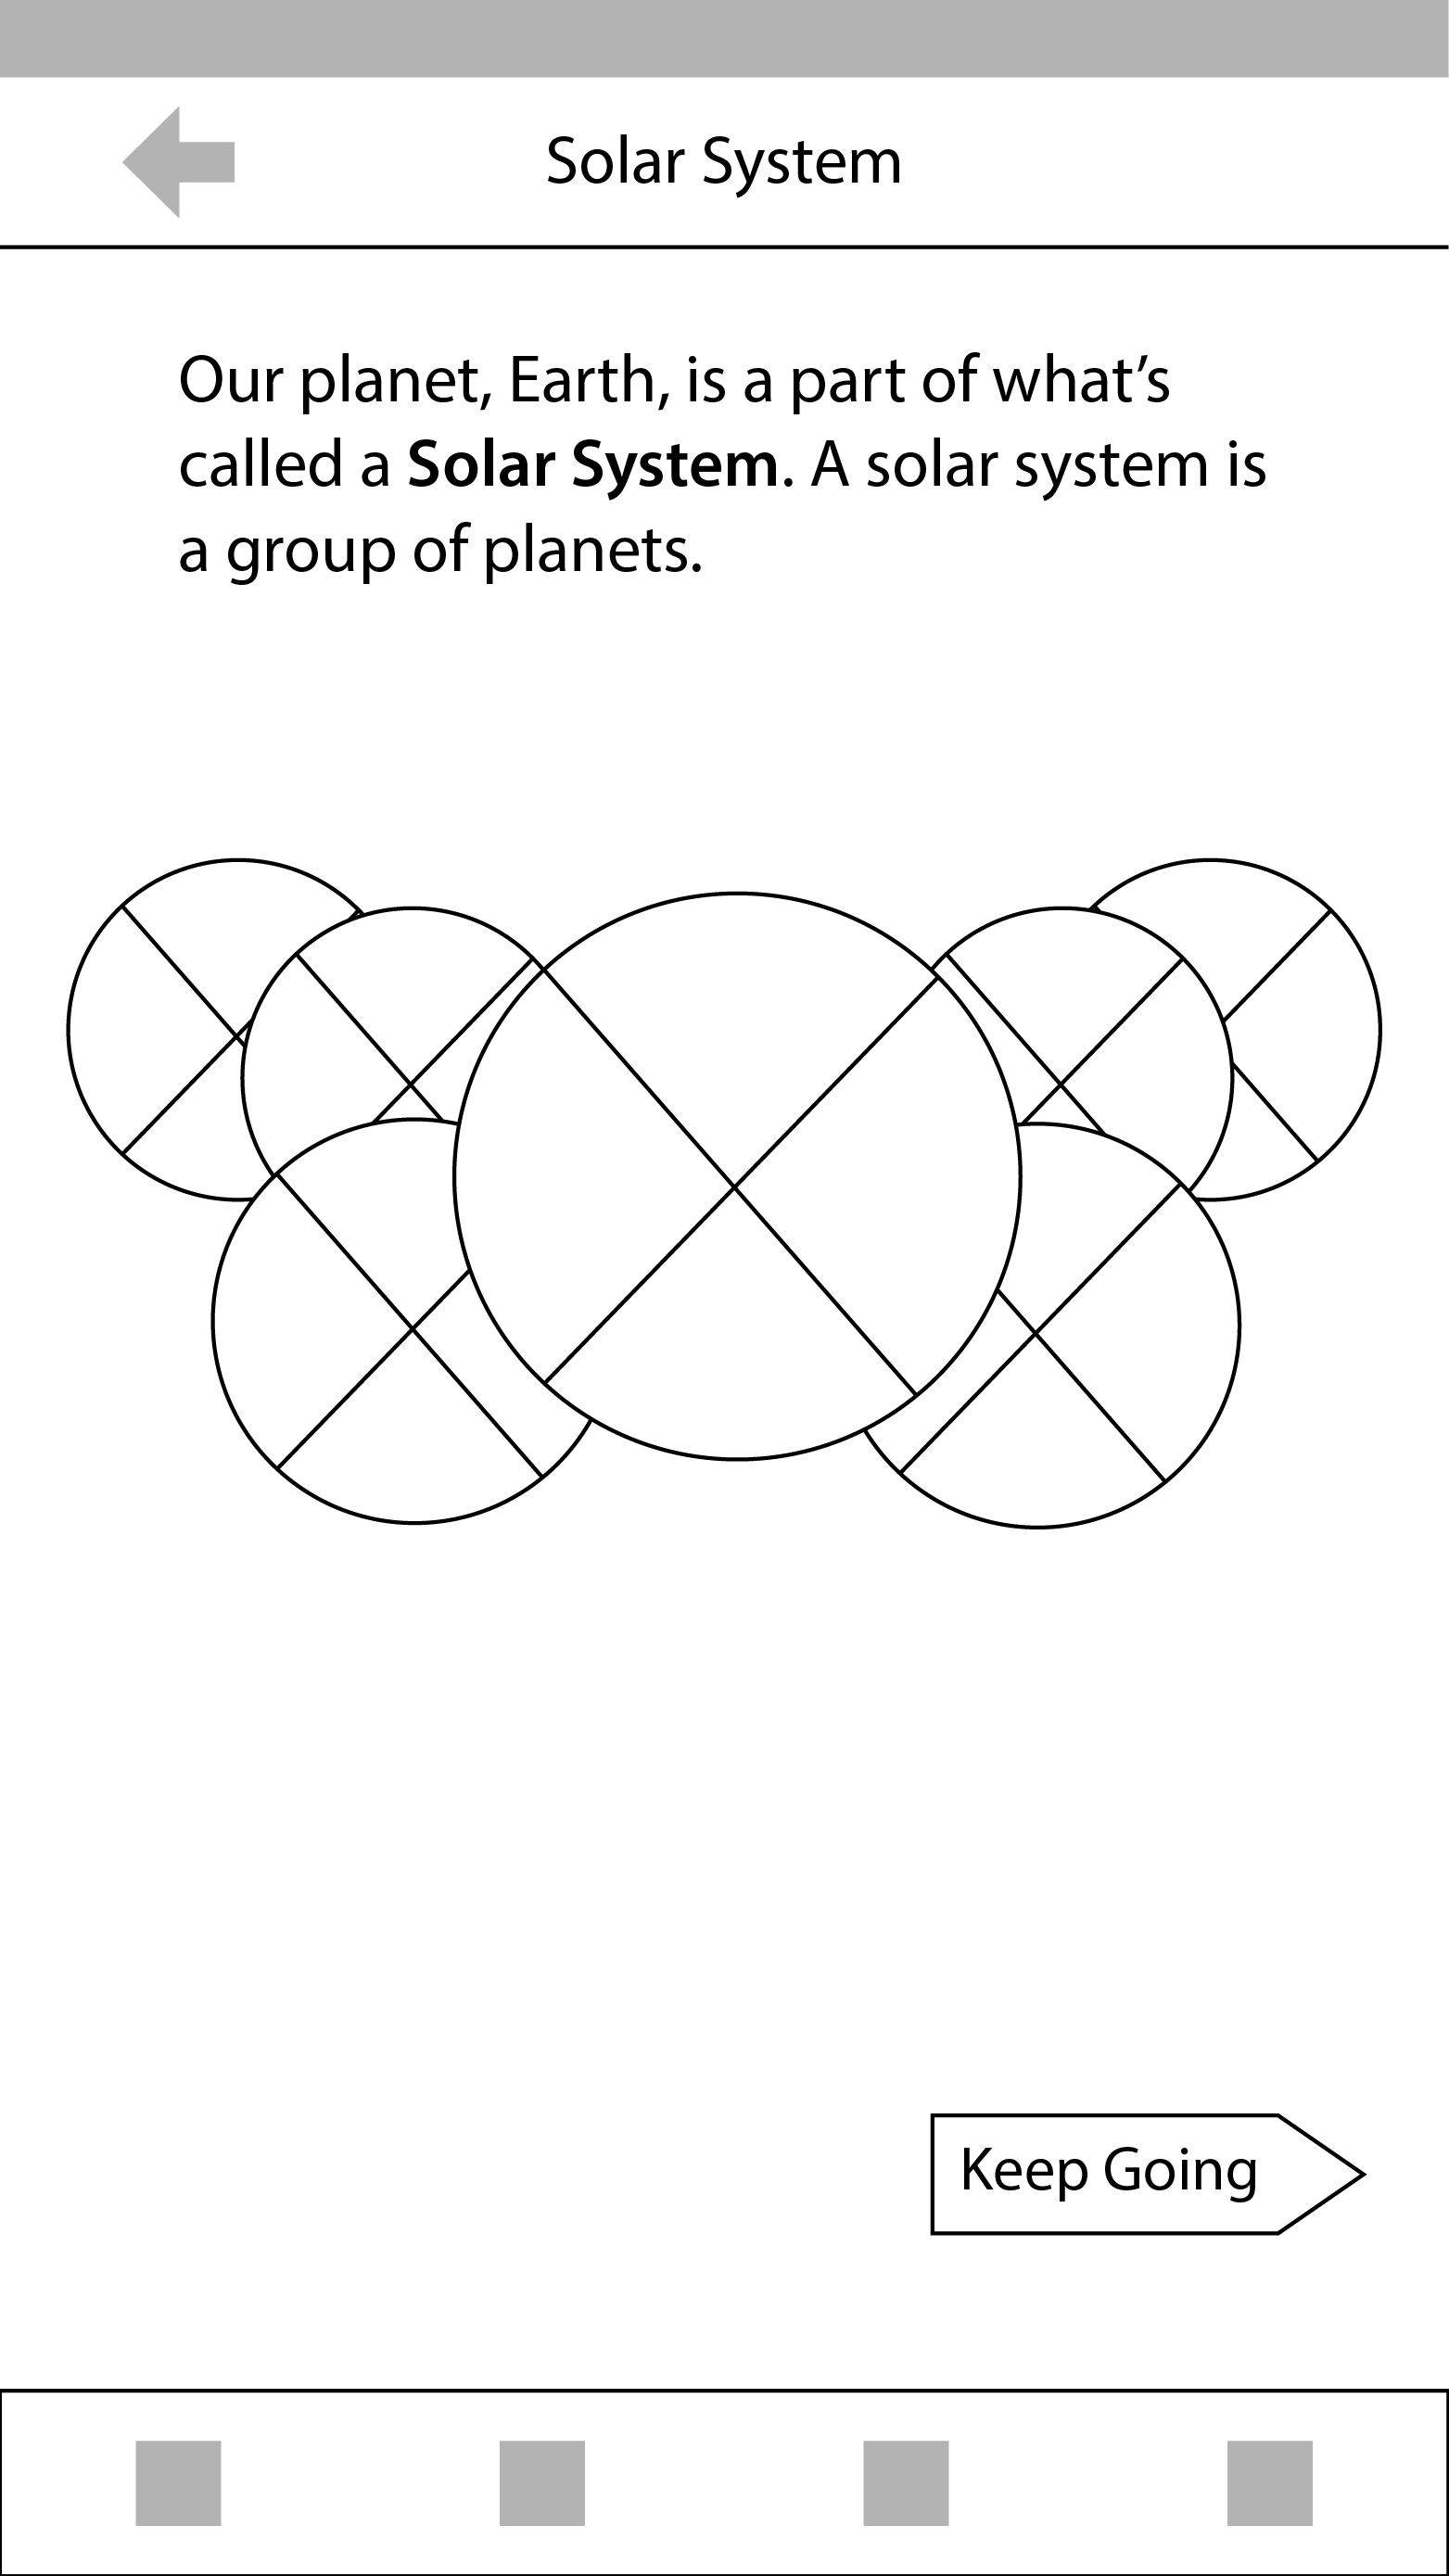 Solar System
Our planet, Earth, is a part of what’s
called a Solar System. A solar system is
a group of planets.
Keep Going